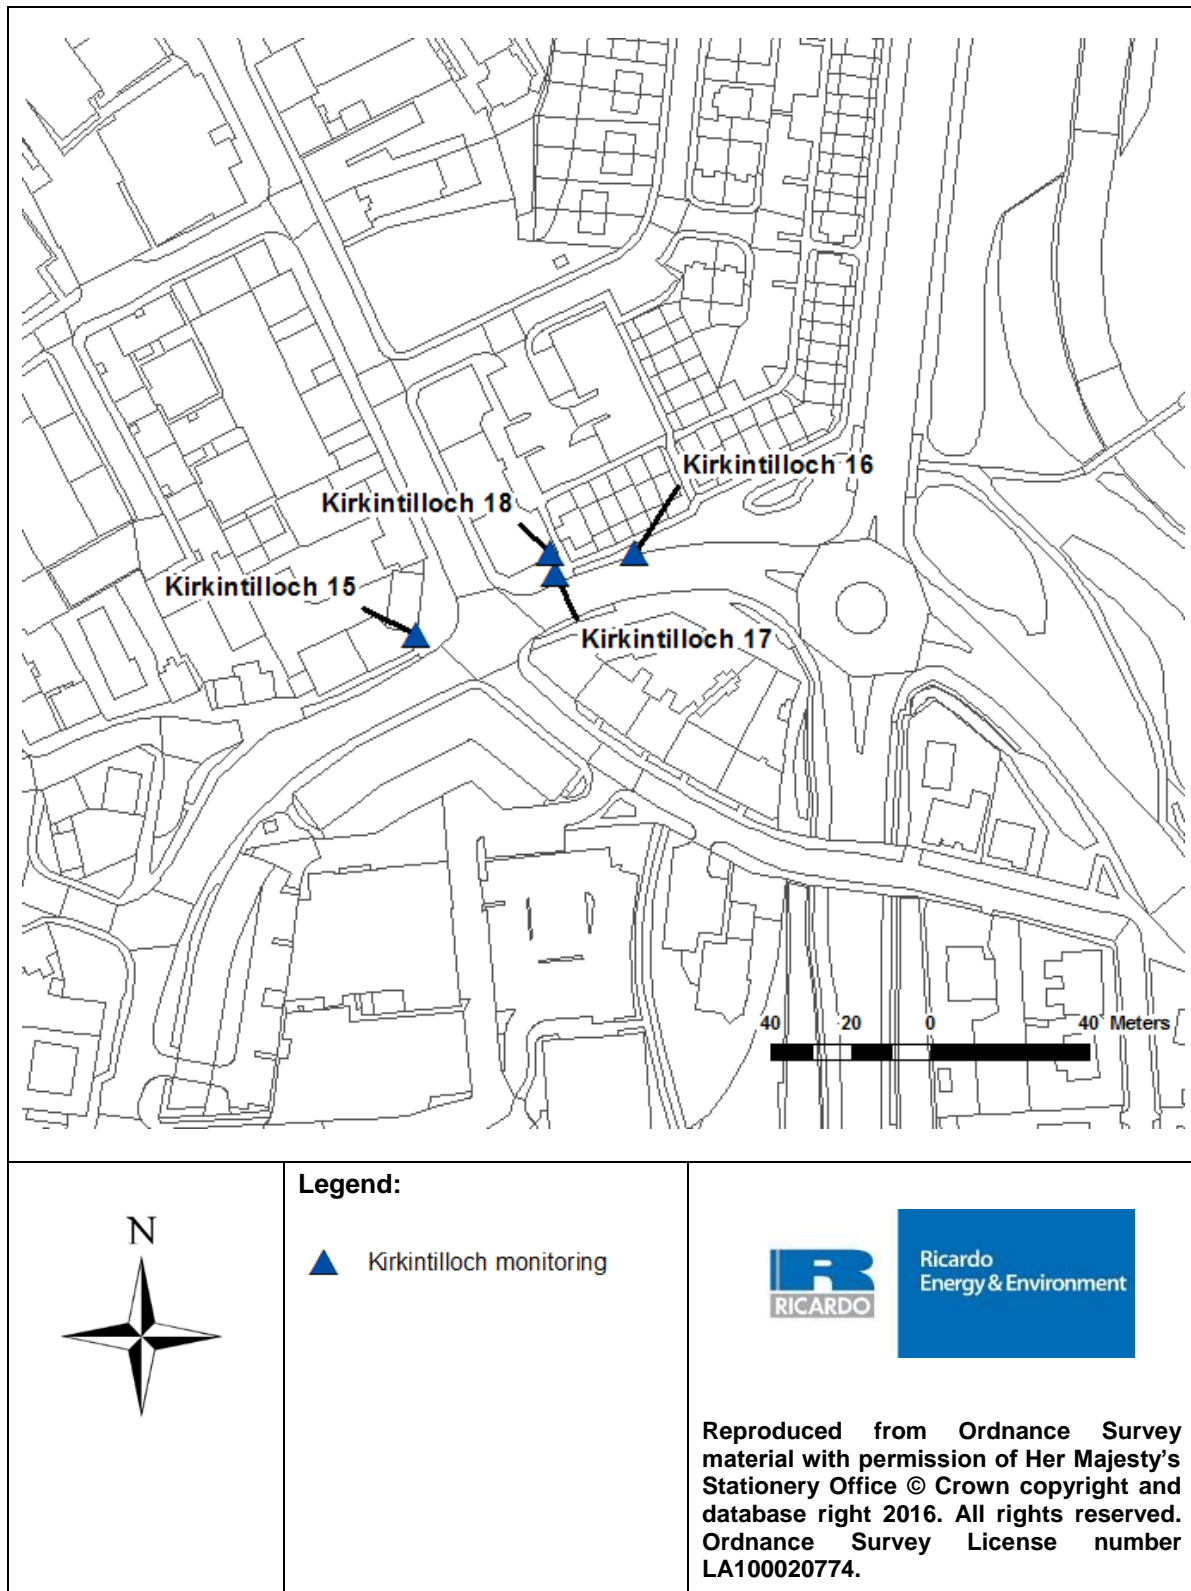 Kirkintilloch 16
Kirkintilloch 18
Kirkintilloch 15
Kirkintilloch 17
40 20 0 40 Meters
N
Legend:
Kirkintilloch monitoring
RICARDO
Ricardo
Energy & Environment
Reproduced from Ordnance Survey
material with permission of Her Majesty's
Stationery Office © Crown copyright and
database right 2016. All rights reserved.
Ordnance Survey License number
LA100020774.